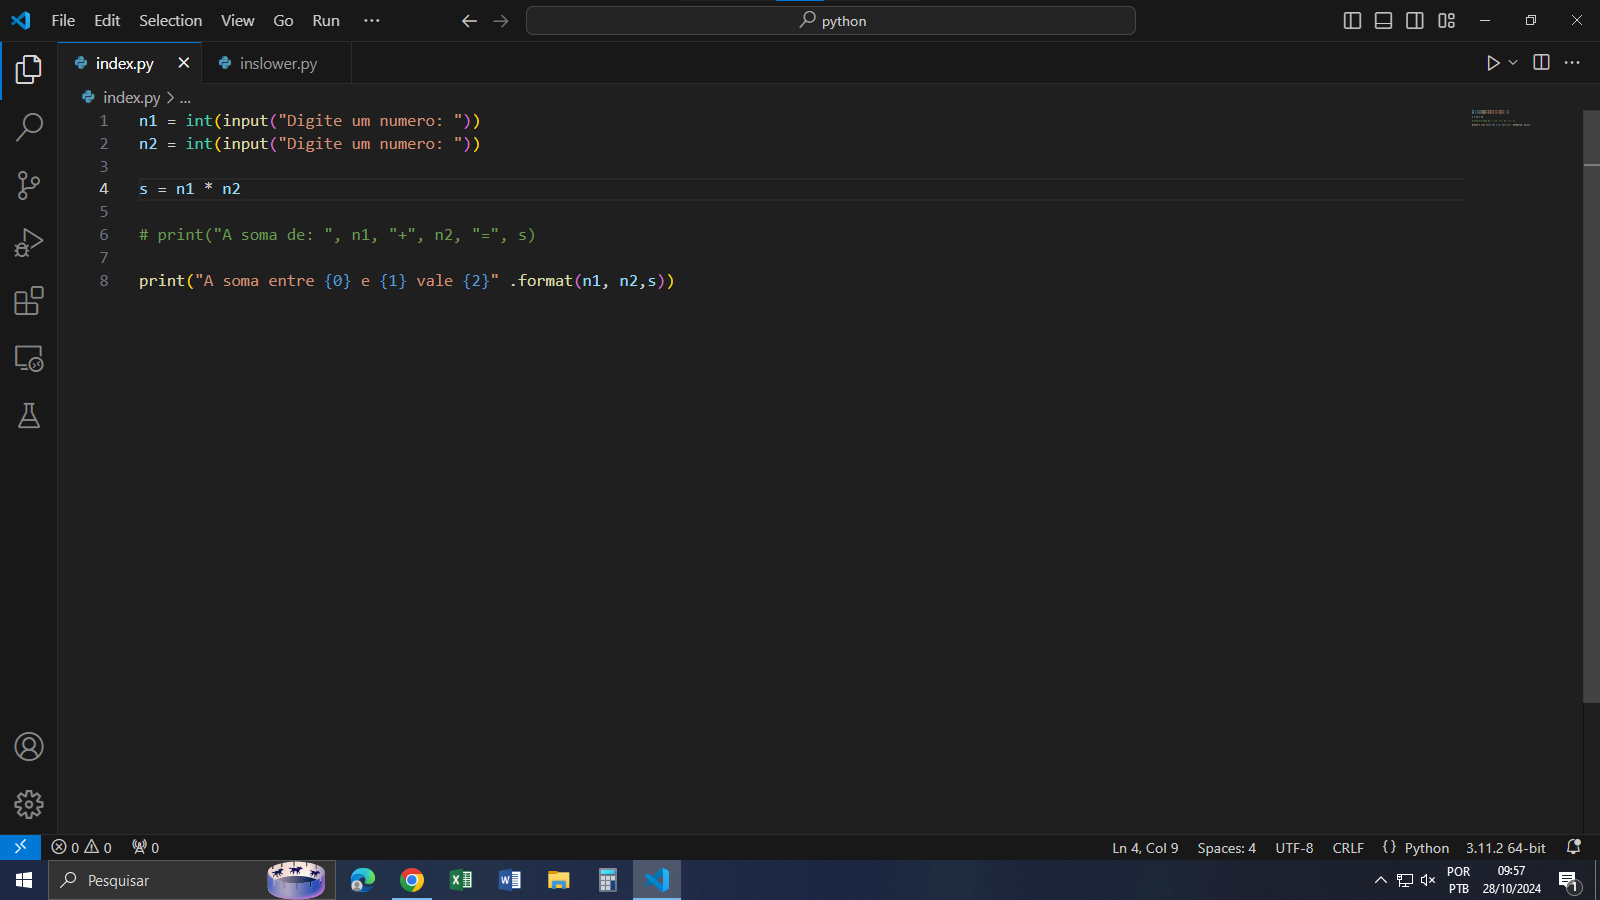 File Edit Selection View Go Run ... python
index.py inslower.py
index.py > ...
1 n1 = int(input("Digite um numero: "))
2 n2 = int(input("Digite um numero: "))
3
4 s = n1 * n2
5
6 # print("A soma de: ", n1, "+", n2, "=", s)
7
8 print("A soma entre {0} e {1} vale {2}" .format(n1, n2,s))
0 0 0 Ln 4, Col 9 Spaces: 4 UTF-8 CRLF {} Python 3.11.2 64-bit
Pesquisar
POR 09:57
PTB 28/10/2024 1